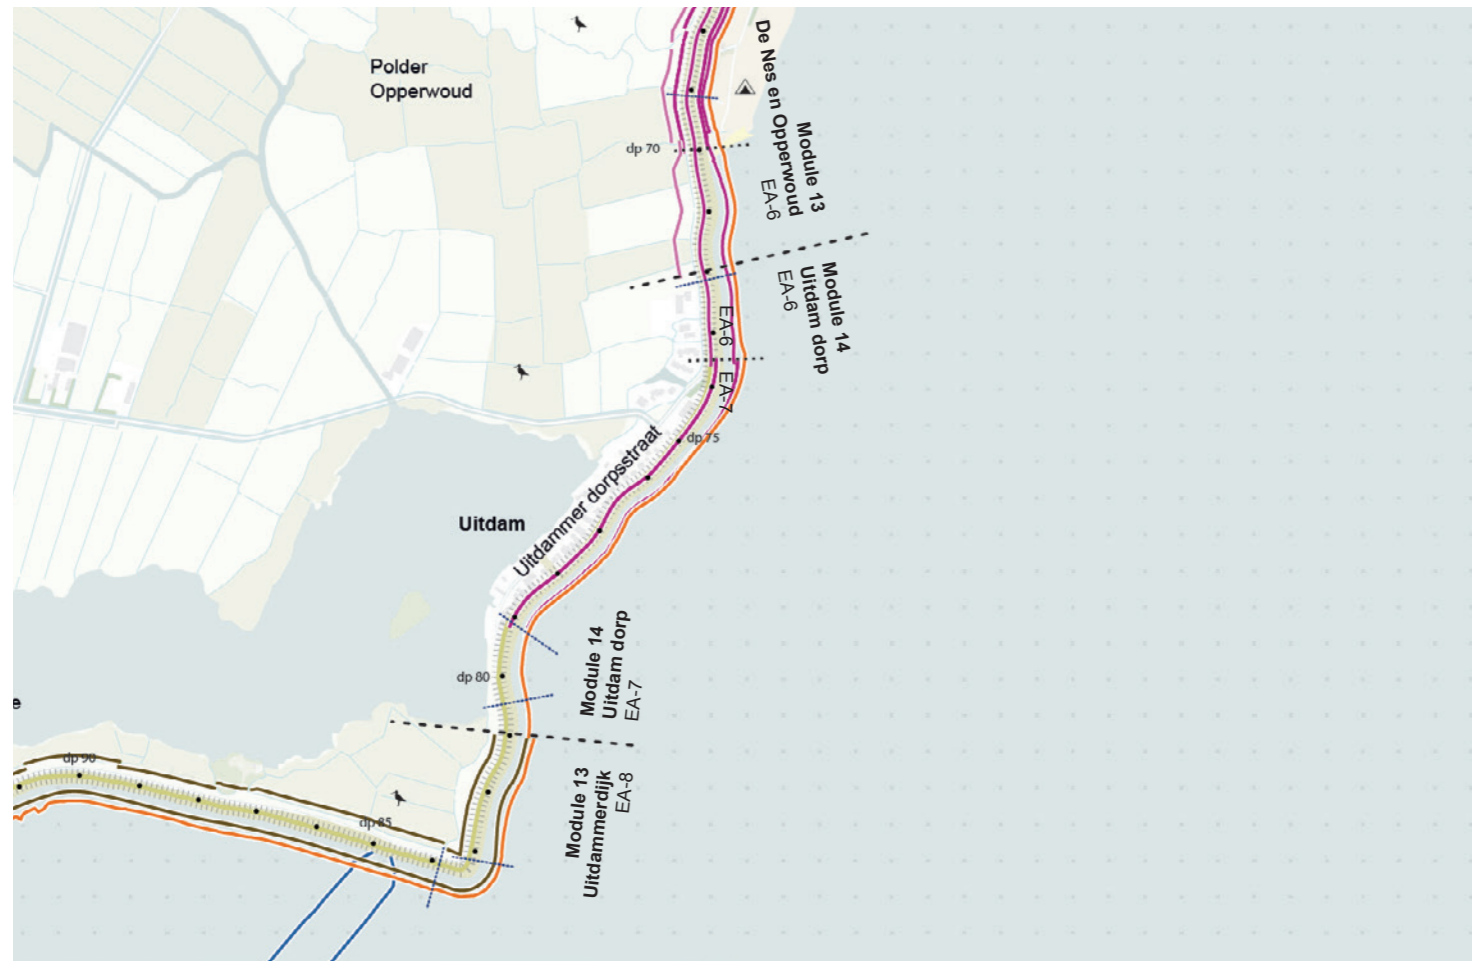 Polder
Opperwoud
De Nes en Opperwoud
Module 13
EA-6
dp 70
Module 14
Uitdam dorp
EA-6
EA-6
EA-7
dp 75
Uitdammer dorpsstraat
Uitdam
Module 14
Uitdam dorp
EA-7
dp 80
e
Module 13
Uitdammerdijk
EA-8
dp 90
dp 85